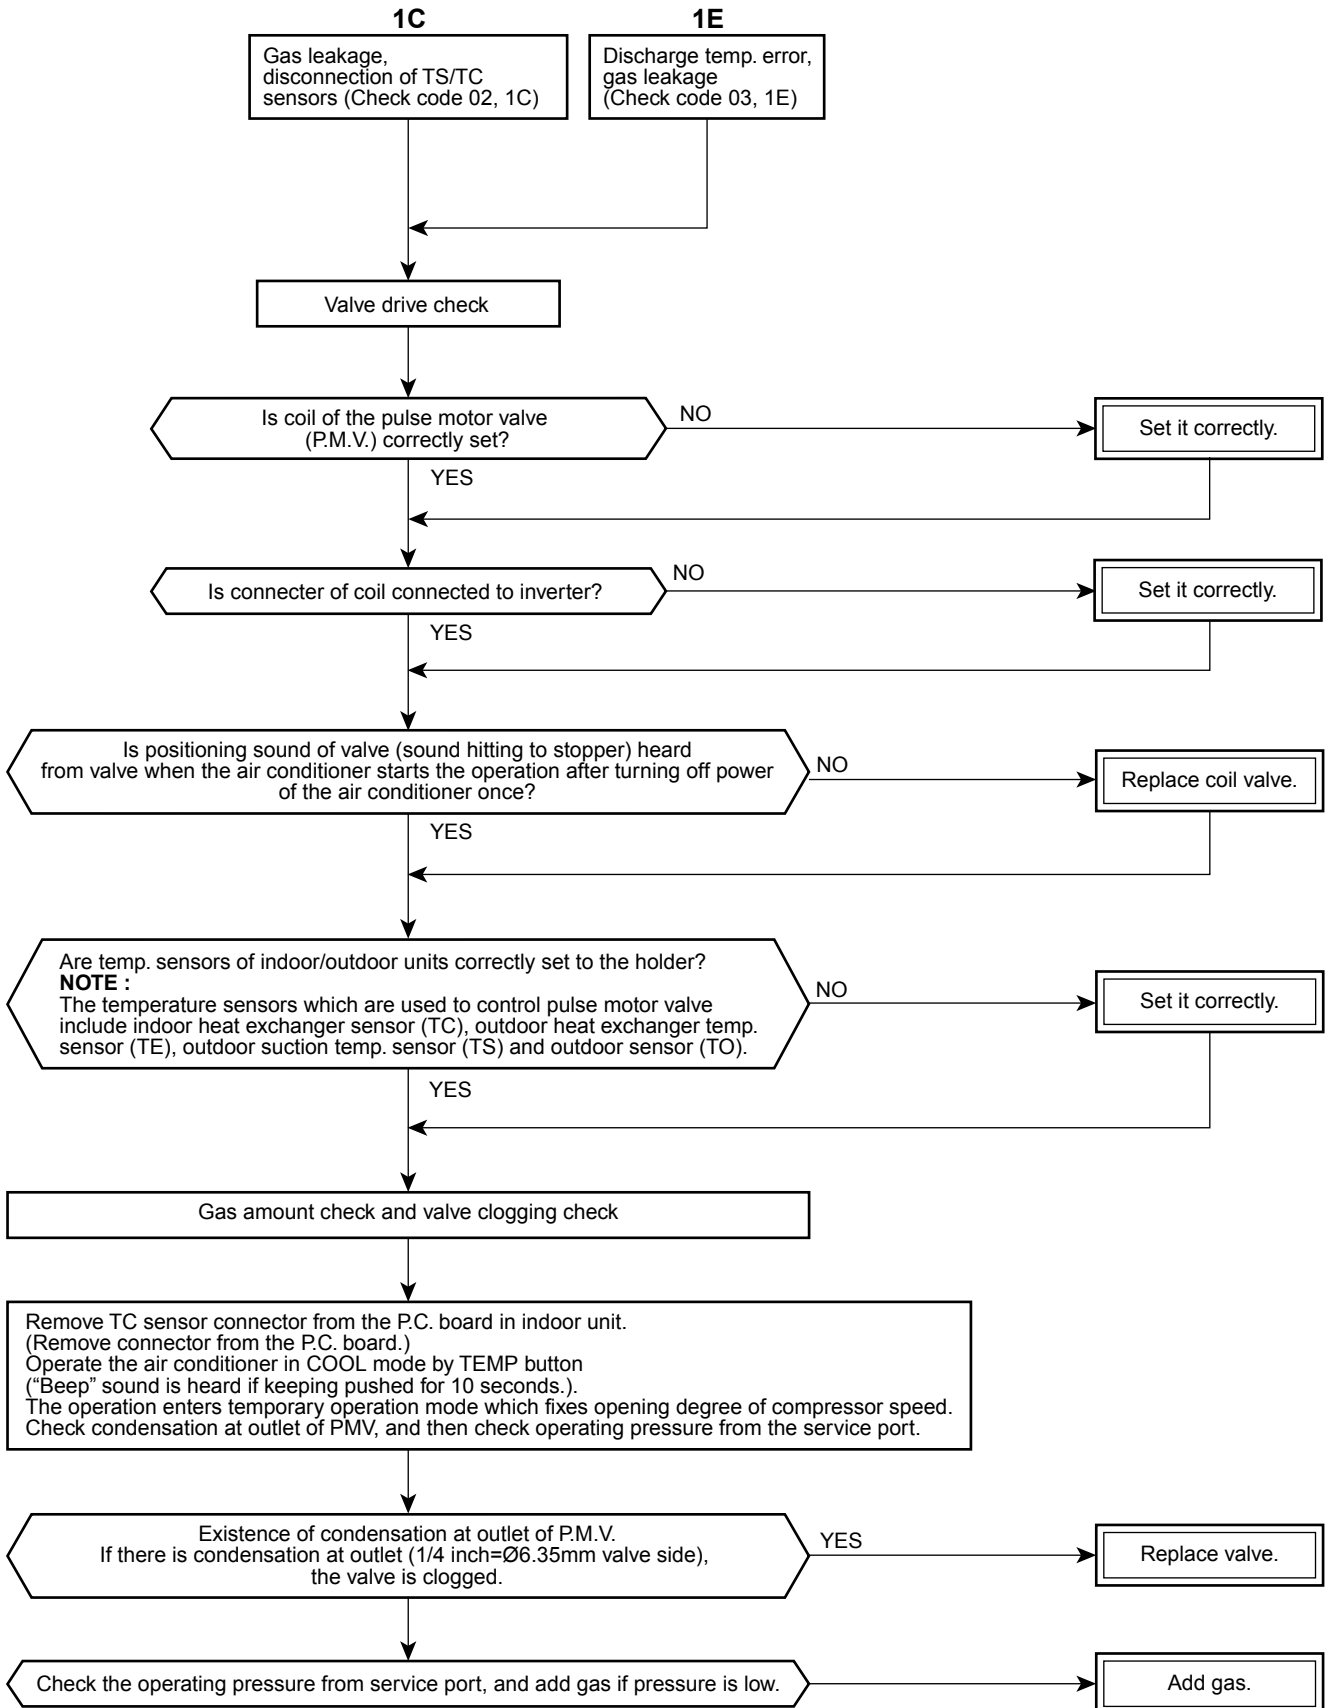 1C
1E
Gas leakage,
disconnection of TS/TC
sensors (Check code 02, 1C)
Discharge temp. error,
gas leakage
(Check code 03, 1E)
Valve drive check
Is coil of the pulse motor valve
(P.M.V.) correctly set?
NO
Set it correctly.
YES
Is connecter of coil connected to inverter?
NO
Set it correctly.
YES
Is positioning sound of valve (sound hitting to stopper) heard
from valve when the air conditioner starts the operation after turning off power
of the air conditioner once?
NO
Replace coil valve.
YES
Are temp. sensors of indoor/outdoor units correctly set to the holder?
NOTE :
The temperature sensors which are used to control pulse motor valve
include indoor heat exchanger sensor (TC), outdoor heat exchanger temp.
sensor (TE), outdoor suction temp. sensor (TS) and outdoor sensor (TO).
NO
Set it correctly.
YES
Gas amount check and valve clogging check
Remove TC sensor connector from the P.C. board in indoor unit.
(Remove connector from the P.C. board.)
Operate the air conditioner in COOL mode by TEMP button
(“Beep” sound is heard if keeping pushed for 10 seconds.).
The operation enters temporary operation mode which fixes opening degree of compressor speed.
Check condensation at outlet of PMV, and then check operating pressure from the service port.
Existence of condensation at outlet of P.M.V.
If there is condensation at outlet (1/4 inch=Ø6.35mm valve side),
the valve is clogged.
YES
Replace valve.
Check the operating pressure from service port, and add gas if pressure is low.
Add gas.